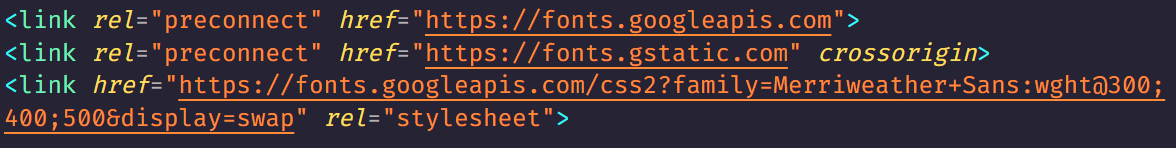 <link rel="preconnect" href="https://fonts.googleapis.com">
<link rel="preconnect" href="https://fonts.gstatic.com" crossorigin>
<link href="https://fonts.googleapis.com/css2?family=Merriweather+Sans:wght@300;
400;500&display=swap" rel="stylesheet">